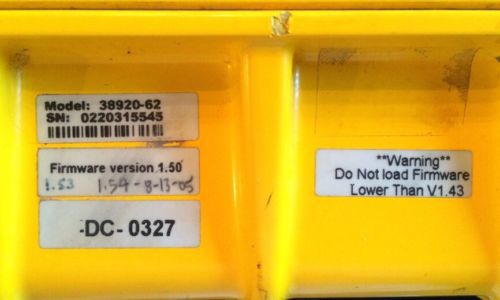 Model: 38920-62
SN: 0220315545
Firmware version 1.50
1.53 1.54 - 8-13-05
-DC- 0327
**Warning**
Do Not load Firmware
Lower Than V1.43